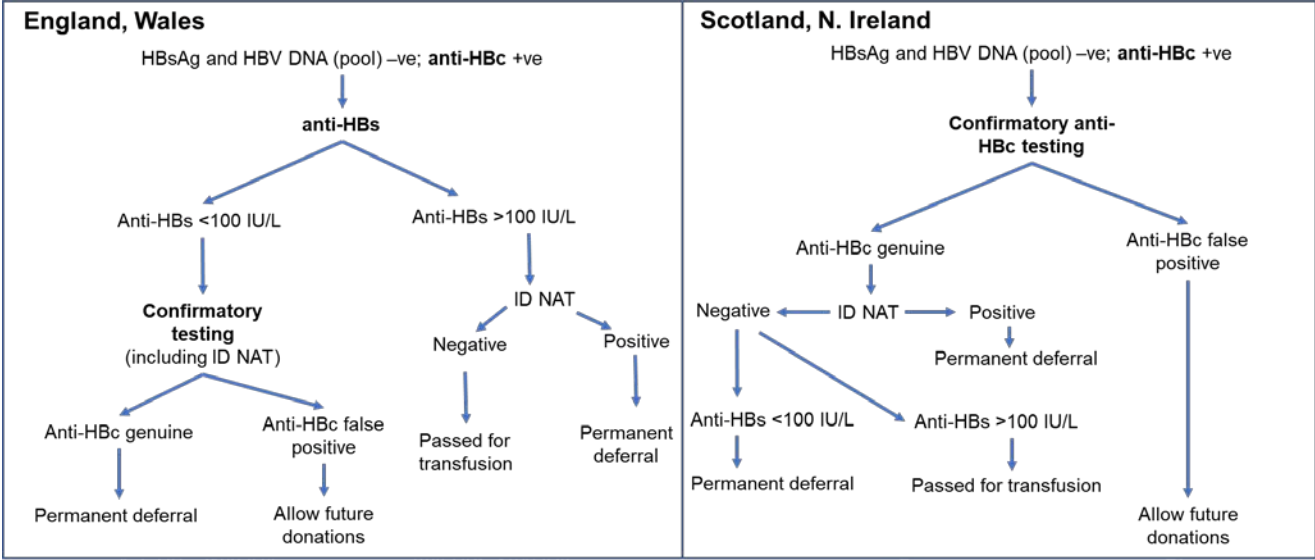 England, Wales
HBsAg and HBV DNA (pool) –ve; anti-HBc +ve
anti-HBs
Anti-HBs <100 IU/L
Anti-HBs >100 IU/L
Confirmatory
testing
(including ID NAT)
ID NAT
Negative
Positive
Anti-HBc genuine
Anti-HBc false
positive
Passed for
transfusion
Permanent
deferral
Permanent deferral
Allow future
donations
Scotland, N. Ireland
HBsAg and HBV DNA (pool) –ve; anti-HBc +ve
Confirmatory anti-
HBc testing
Anti-HBc genuine
Anti-HBc false
positive
Negative
ID NAT
Positive
Permanent deferral
Anti-HBs <100 IU/L
Anti-HBs >100 IU/L
Permanent deferral
Passed for transfusion
Allow future
donations